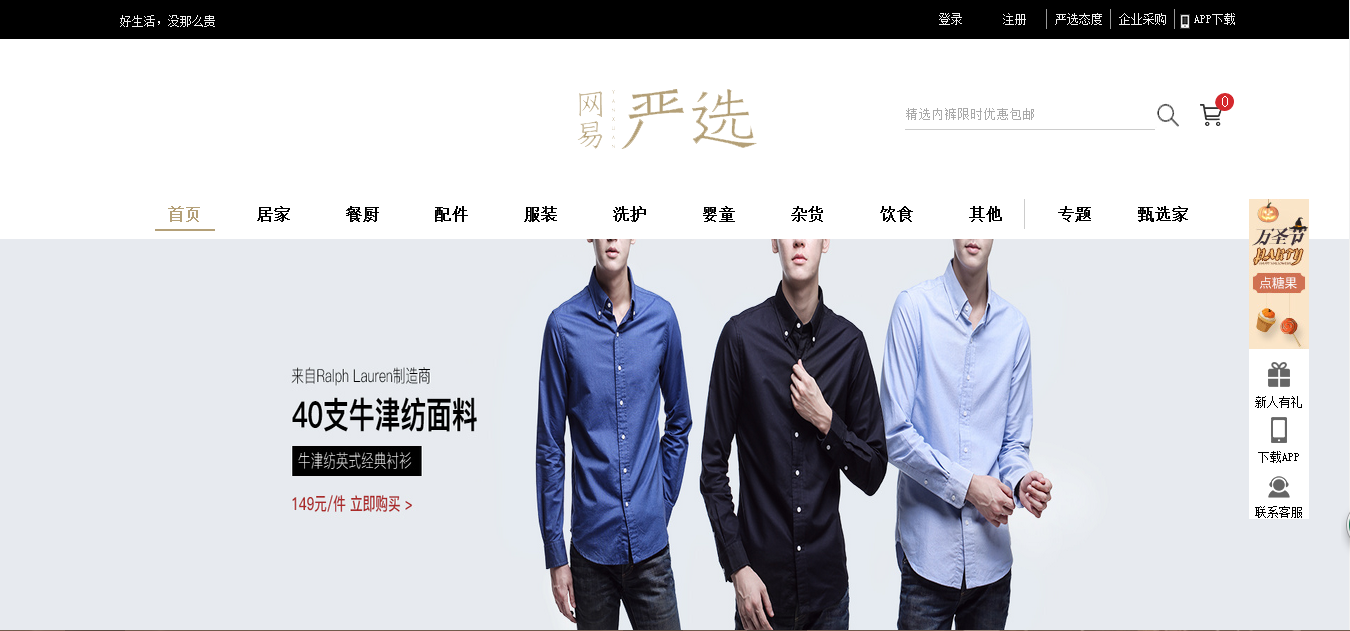 好生活，没那么贵
登录 注册 严选态度 企业采购 APP下载
网易 严选
精选内裤限时优惠包邮
0
首页 居家 餐厨 配件 服装 洗护 婴童 杂货 饮食 其他 专题 甄选家
来自Ralph Lauren制造商
40支牛津纺面料
牛津纺英式经典衬衫
149元/件 立即购买 >
万圣节
PARTY
点糖果
新人有礼
下载APP
联系客服